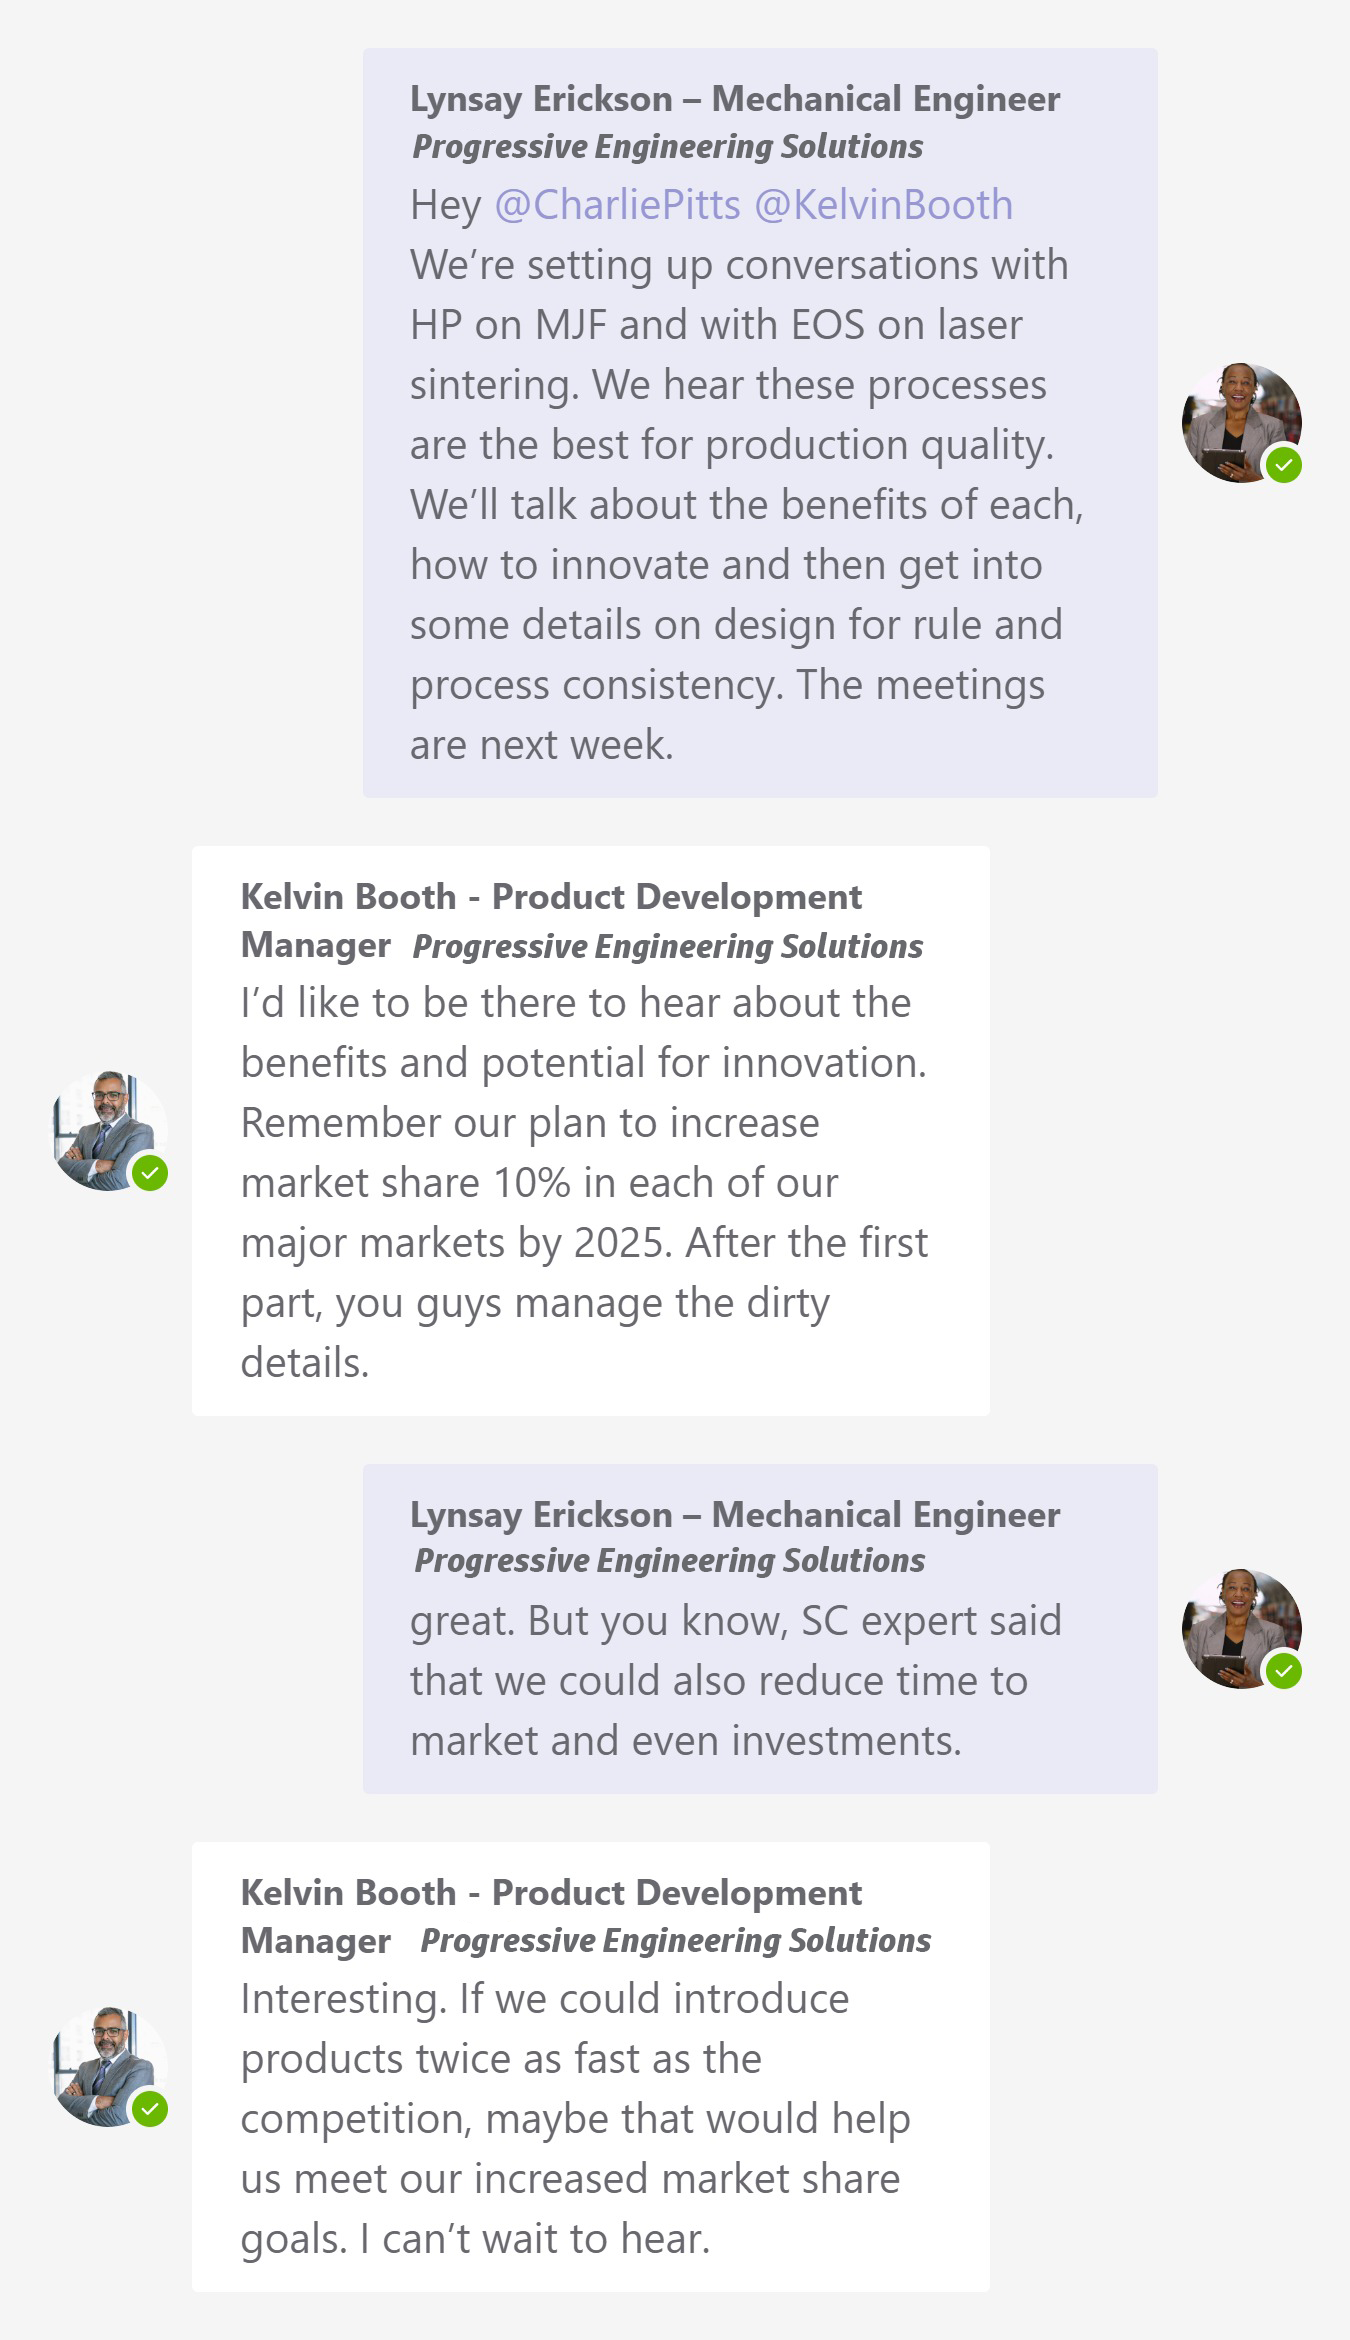 Lynsay Erickson – Mechanical Engineer
Progressive Engineering Solutions
Hey @CharliePitts @KelvinBooth
We’re setting up conversations with
HP on MJF and with EOS on laser
sintering. We hear these processes
are the best for production quality.
We’ll talk about the benefits of each,
how to innovate and then get into
some details on design for rule and
process consistency. The meetings
are next week.
Kelvin Booth - Product Development
Manager Progressive Engineering Solutions
I’d like to be there to hear about the
benefits and potential for innovation.
Remember our plan to increase
market share 10% in each of our
major markets by 2025. After the first
part, you guys manage the dirty
details.
Lynsay Erickson – Mechanical Engineer
Progressive Engineering Solutions
great. But you know, SC expert said
that we could also reduce time to
market and even investments.
Kelvin Booth - Product Development
Manager Progressive Engineering Solutions
Interesting. If we could introduce
products twice as fast as the
competition, maybe that would help
us meet our increased market share
goals. I can’t wait to hear.